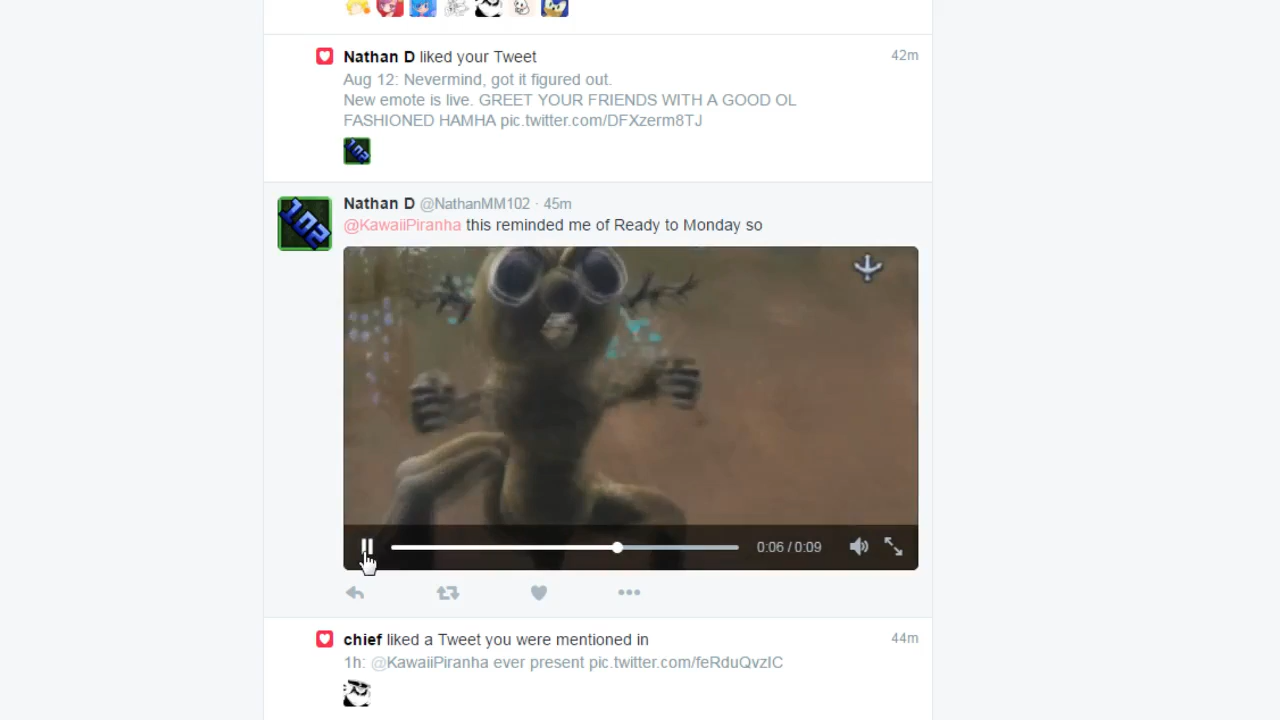 Nathan D liked your Tweet 42m
Aug 12: Nevermind, got it figured out.
New emote is live. GREET YOUR FRIENDS WITH A GOOD OL
FASHIONED HAMHA pic.twitter.com/DFXzerm8TJ
102
Nathan D @NathanMM102 · 45m
102
@KawaiiPiranha this reminded me of Ready to Monday so
0:06 / 0:09
chief liked a Tweet you were mentioned in 44m
1h: @KawaiiPiranha ever present pic.twitter.com/feRduQvzIC